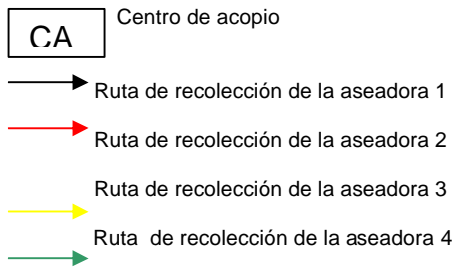 CA
Centro de acopio
Ruta de recolección de la aseadora 1
Ruta de recolección de la aseadora 2
Ruta de recolección de la aseadora 3
Ruta de recolección de la aseadora 4